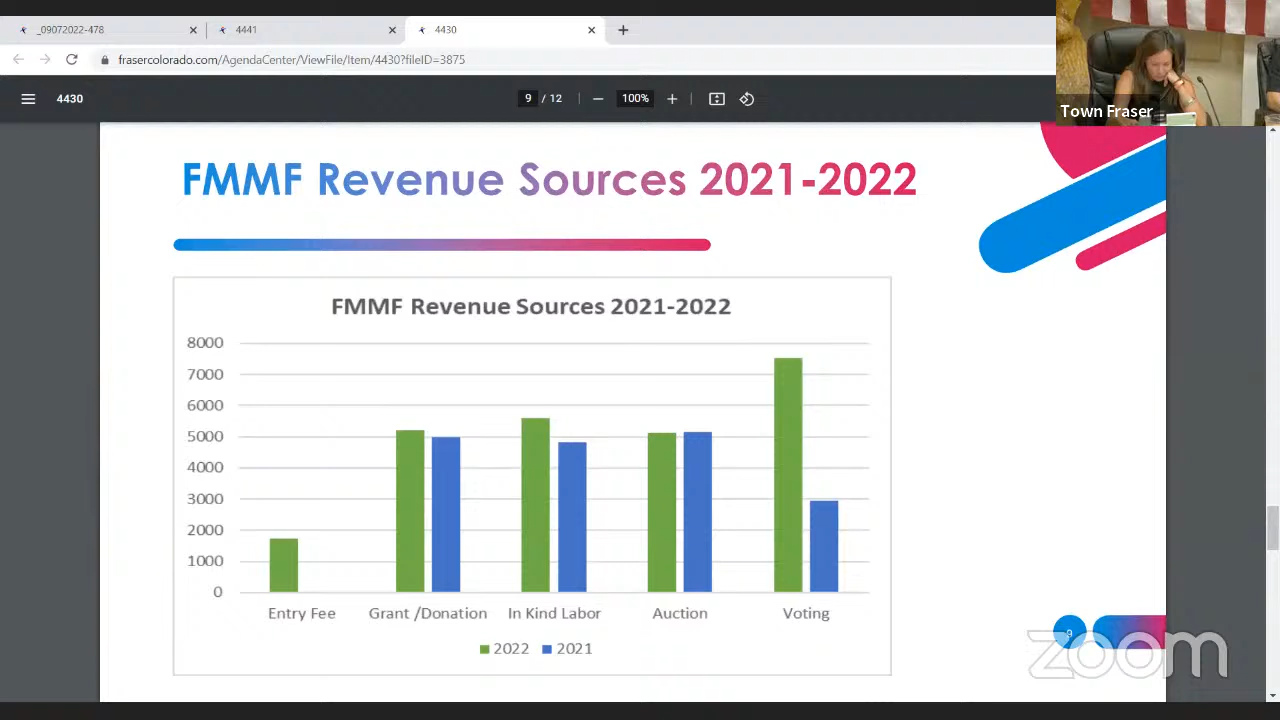 _09072022-478
4441
4430
frasercolorado.com/AgendaCenter/ViewFile/Item/4430?fileID=3875
4430
9 / 12
100%
Town Fraser
FMMF Revenue Sources 2021-2022
FMMF Revenue Sources 2021-2022
8000
7000
6000
5000
4000
3000
2000
1000
0
Entry Fee Grant /Donation In Kind Labor Auction Voting
2022 2021
9
zoom